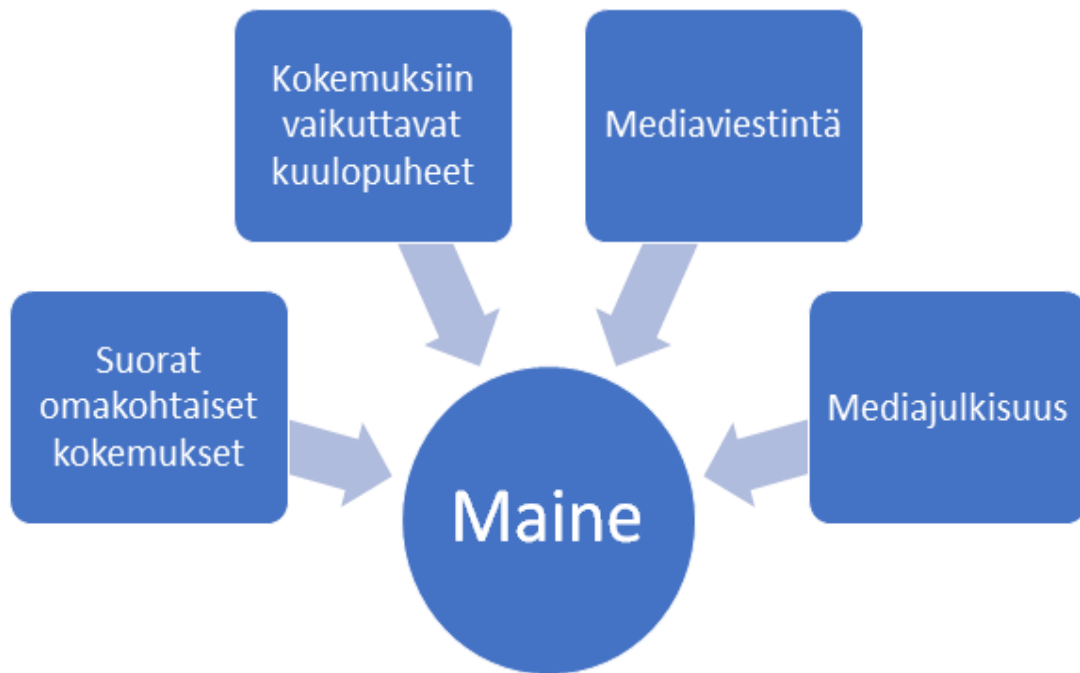 Kokemuksiin
vaikuttavat
kuulopuheet
Mediaviestintä
Suorat
omakohtaiset
kokemukset
Mediajulkisuus
Maine